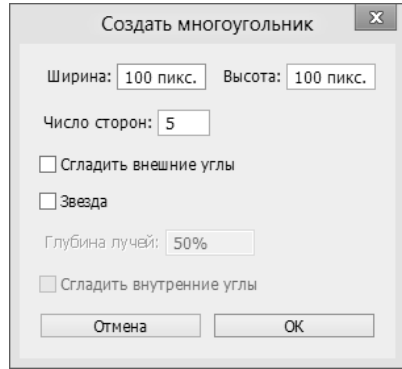 Создать многоугольник x
Ширина: 100 пикс. Высота: 100 пикс.
Число сторон: 5
Сгладить внешние углы
Звезда
Глубина лучей: 50%
Сгладить внутренние углы
Отмена OK